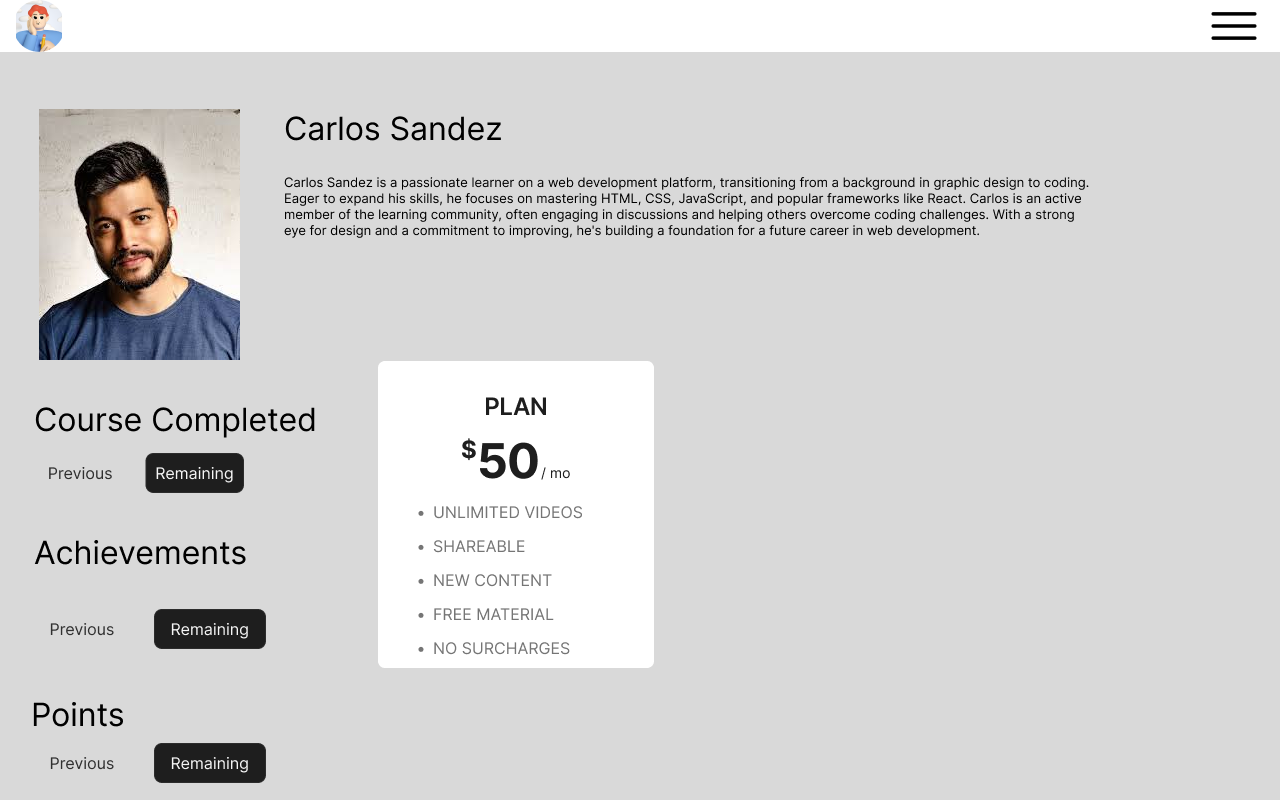 Carlos Sandez
Carlos Sandez is a passionate learner on a web development platform, transitioning from a background in graphic design to coding.
Eager to expand his skills, he focuses on mastering HTML, CSS, JavaScript, and popular frameworks like React. Carlos is an active
member of the learning community, often engaging in discussions and helping others overcome coding challenges. With a strong
eye for design and a commitment to improving, he's building a foundation for a future career in web development.
Course Completed
Previous Remaining
Achievements
Previous Remaining
Points
Previous Remaining
PLAN
$50/ mo
• UNLIMITED VIDEOS
• SHAREABLE
• NEW CONTENT
• FREE MATERIAL
• NO SURCHARGES